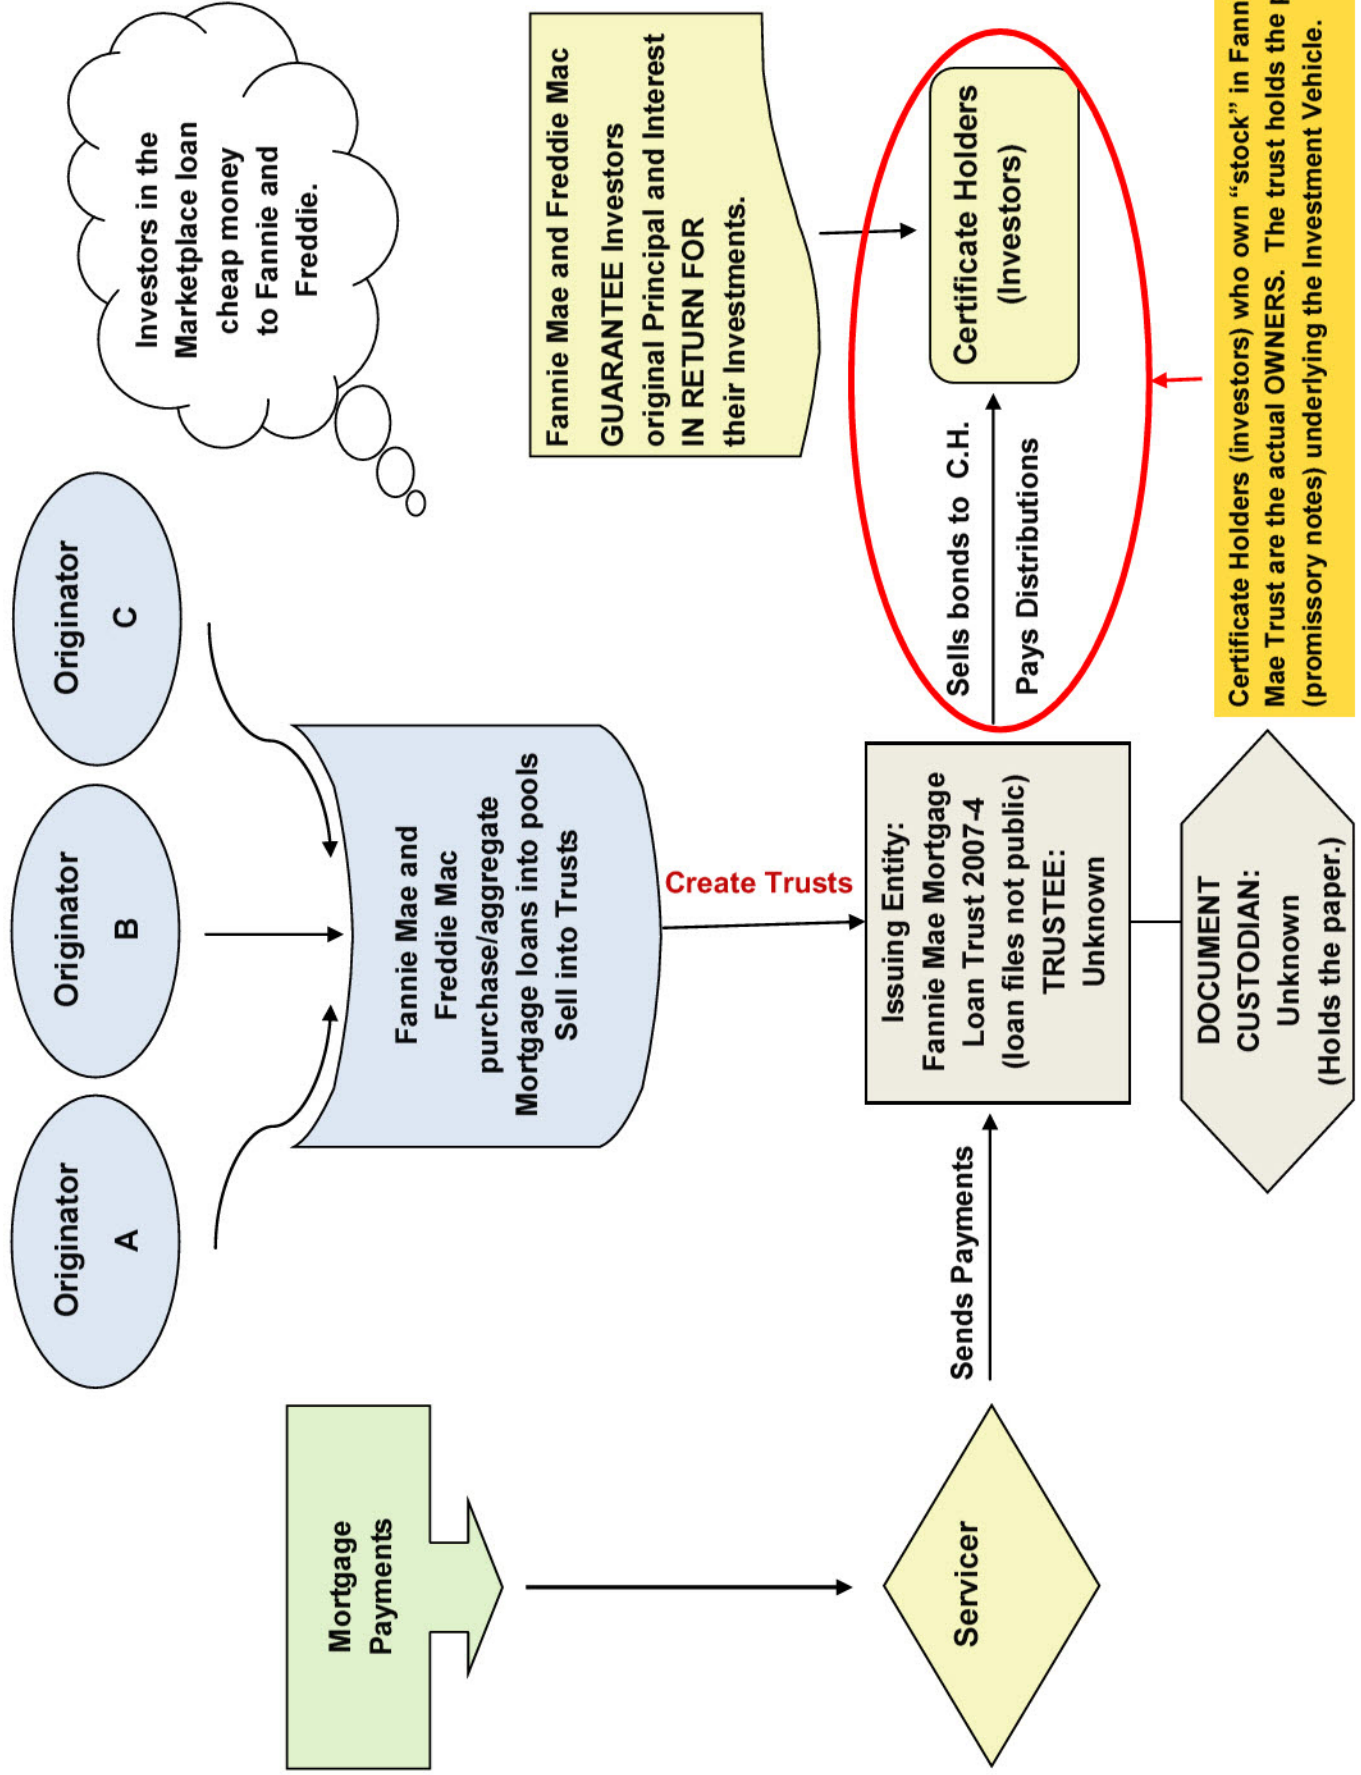 Originator
A
Originator
B
Originator
C
Investors in the
Marketplace loan
cheap money
to Fannie and
Freddie.
Mortgage
Payments
Fannie Mae and
Freddie Mac
purchase/aggregate
Mortgage loans into pools
Sell into Trusts
Fannie Mae and Freddie Mac
GUARANTEE Investors
original Principal and Interest
IN RETURN FOR
their Investments.
Create Trusts
Servicer
Sends Payments
Issuing Entity:
Fannie Mae Mortgage
Loan Trust 2007-4
(loan files not public)
TRUSTEE:
Unknown
Sells bonds to C.H.
Pays Distributions
Certificate Holders
(Investors)
DOCUMENT
CUSTODIAN:
Unknown
(Holds the paper.)
Certificate Holders (investors) who own “stock” in Fann
Mae Trust are the actual OWNERS. The trust holds the
(promissory notes) underlying the Investment Vehicle.